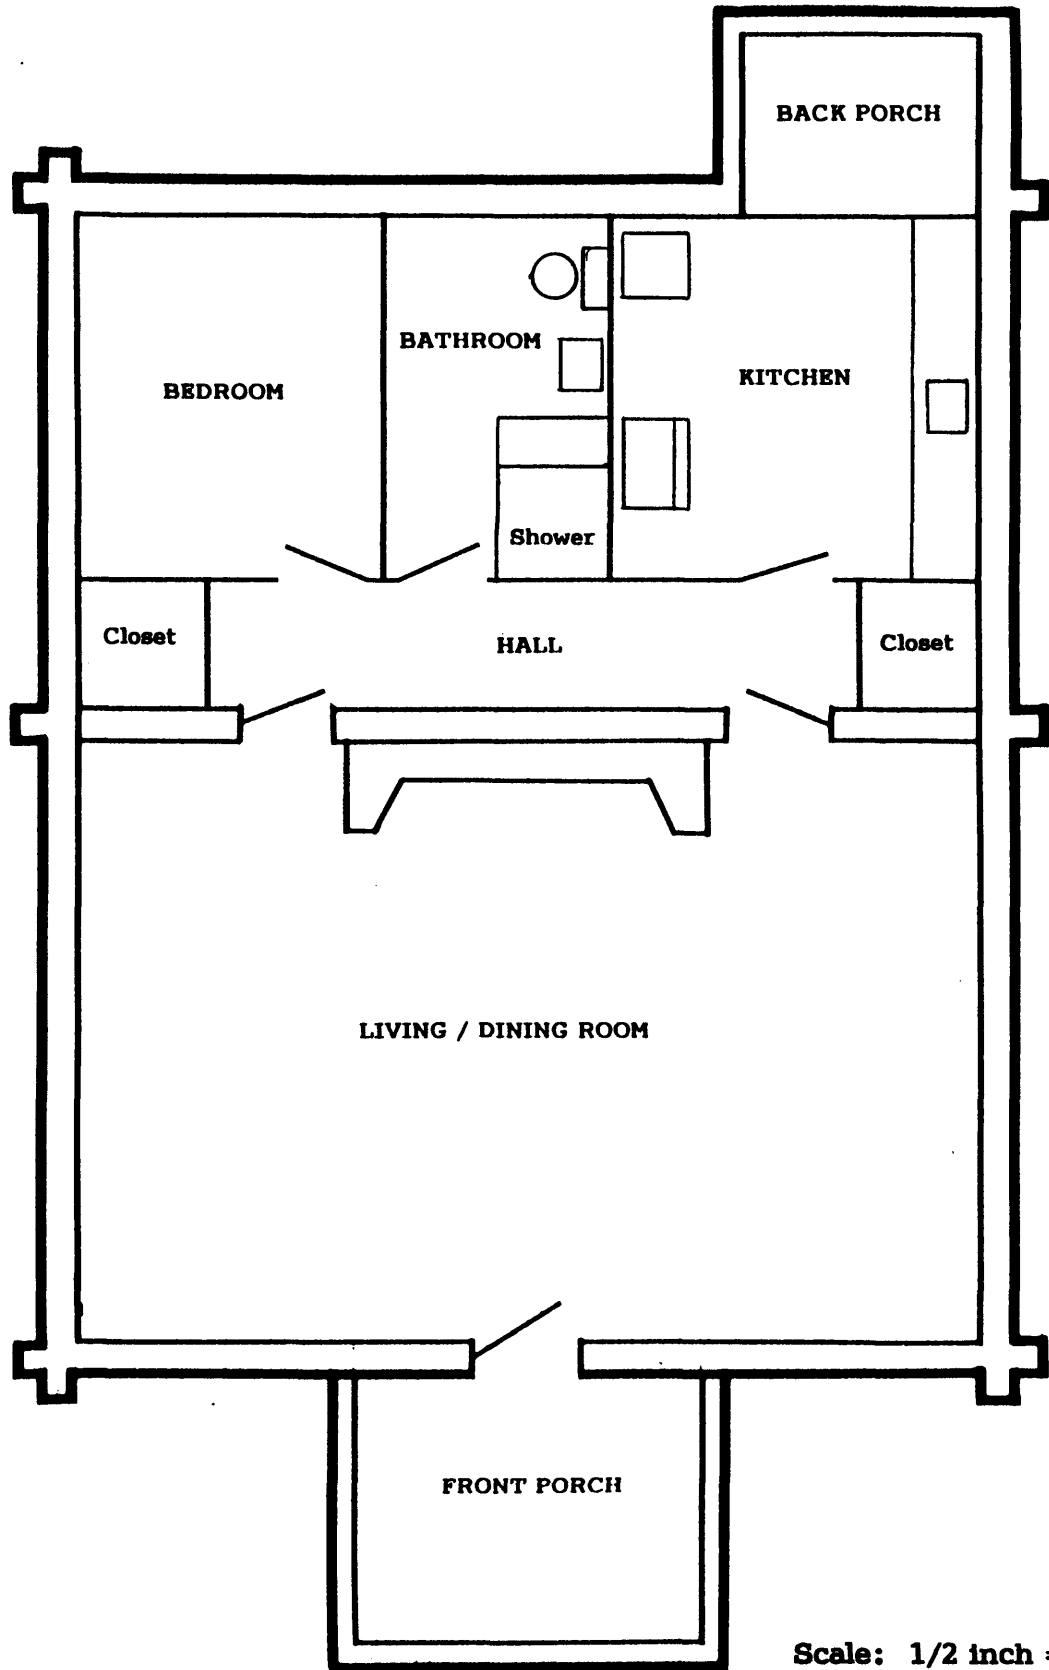 BACK PORCH
BATHROOM
KITCHEN
BEDROOM
Shower
Closet
HALL
Closet
LIVING / DINING ROOM
FRONT PORCH
Scale: 1/2 inch =